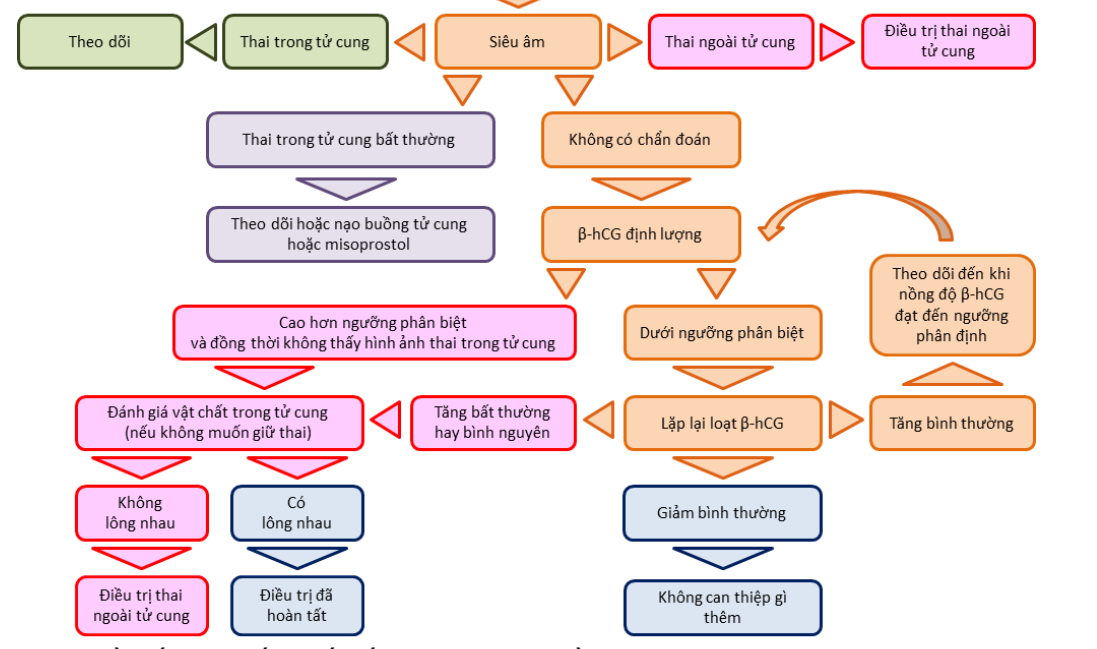 Theo dõi
Thai trong tử cung
Siêu âm
Thai ngoài tử cung
Điều trị thai ngoài
tử cung
Thai trong tử cung bất thường
Không có chẩn đoán
Theo dõi hoặc nạo buồng tử cung
hoặc misoprostol
β-hCG định lượng
Theo dõi đến khi
nồng độ β-hCG
đạt đến ngưỡng
phân định
Cao hơn ngưỡng phân biệt
và đồng thời không thấy hình ảnh thai trong tử cung
Dưới ngưỡng phân biệt
Đánh giá vật chất trong tử cung
(nếu không muốn giữ thai)
Tăng bất thường
hay bình nguyên
Lặp lại loạt β-hCG
Tăng bình thường
Không
lông nhau
Có
lông nhau
Giảm bình thường
Điều trị thai
ngoài tử cung
Điều trị đã
hoàn tất
Không can thiệp gì
thêm